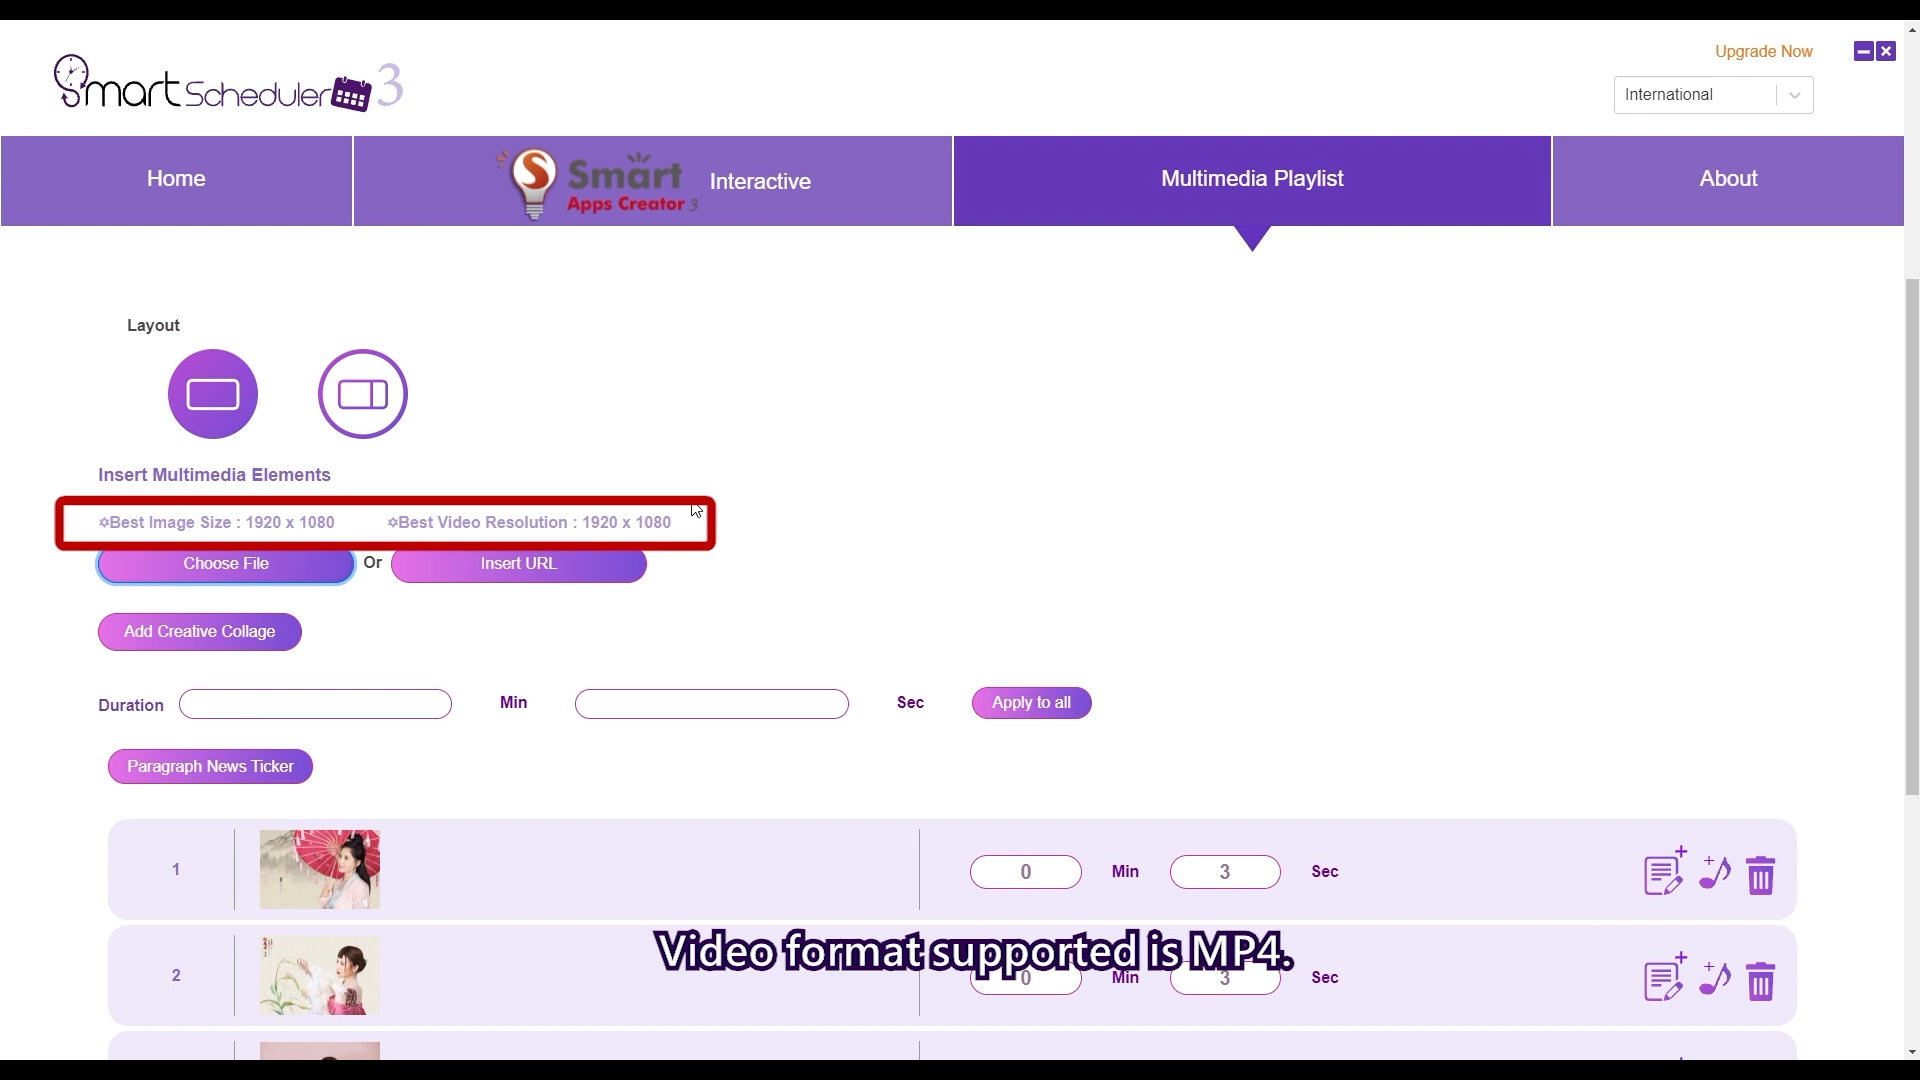 Upgrade Now
Smart Scheduler 3
International
Home
Smart
Apps Creator 3
Interactive
Multimedia Playlist
About
Layout
Insert Multimedia Elements
✡Best Image Size : 1920 x 1080
✡Best Video Resolution : 1920 x 1080
Choose File
Or
Insert URL
Add Creative Collage
Duration
Min
Sec
Apply to all
Paragraph News Ticker
1
0
Min
3
Sec
Video format supported is MP4.
2
0
Min
3
Sec